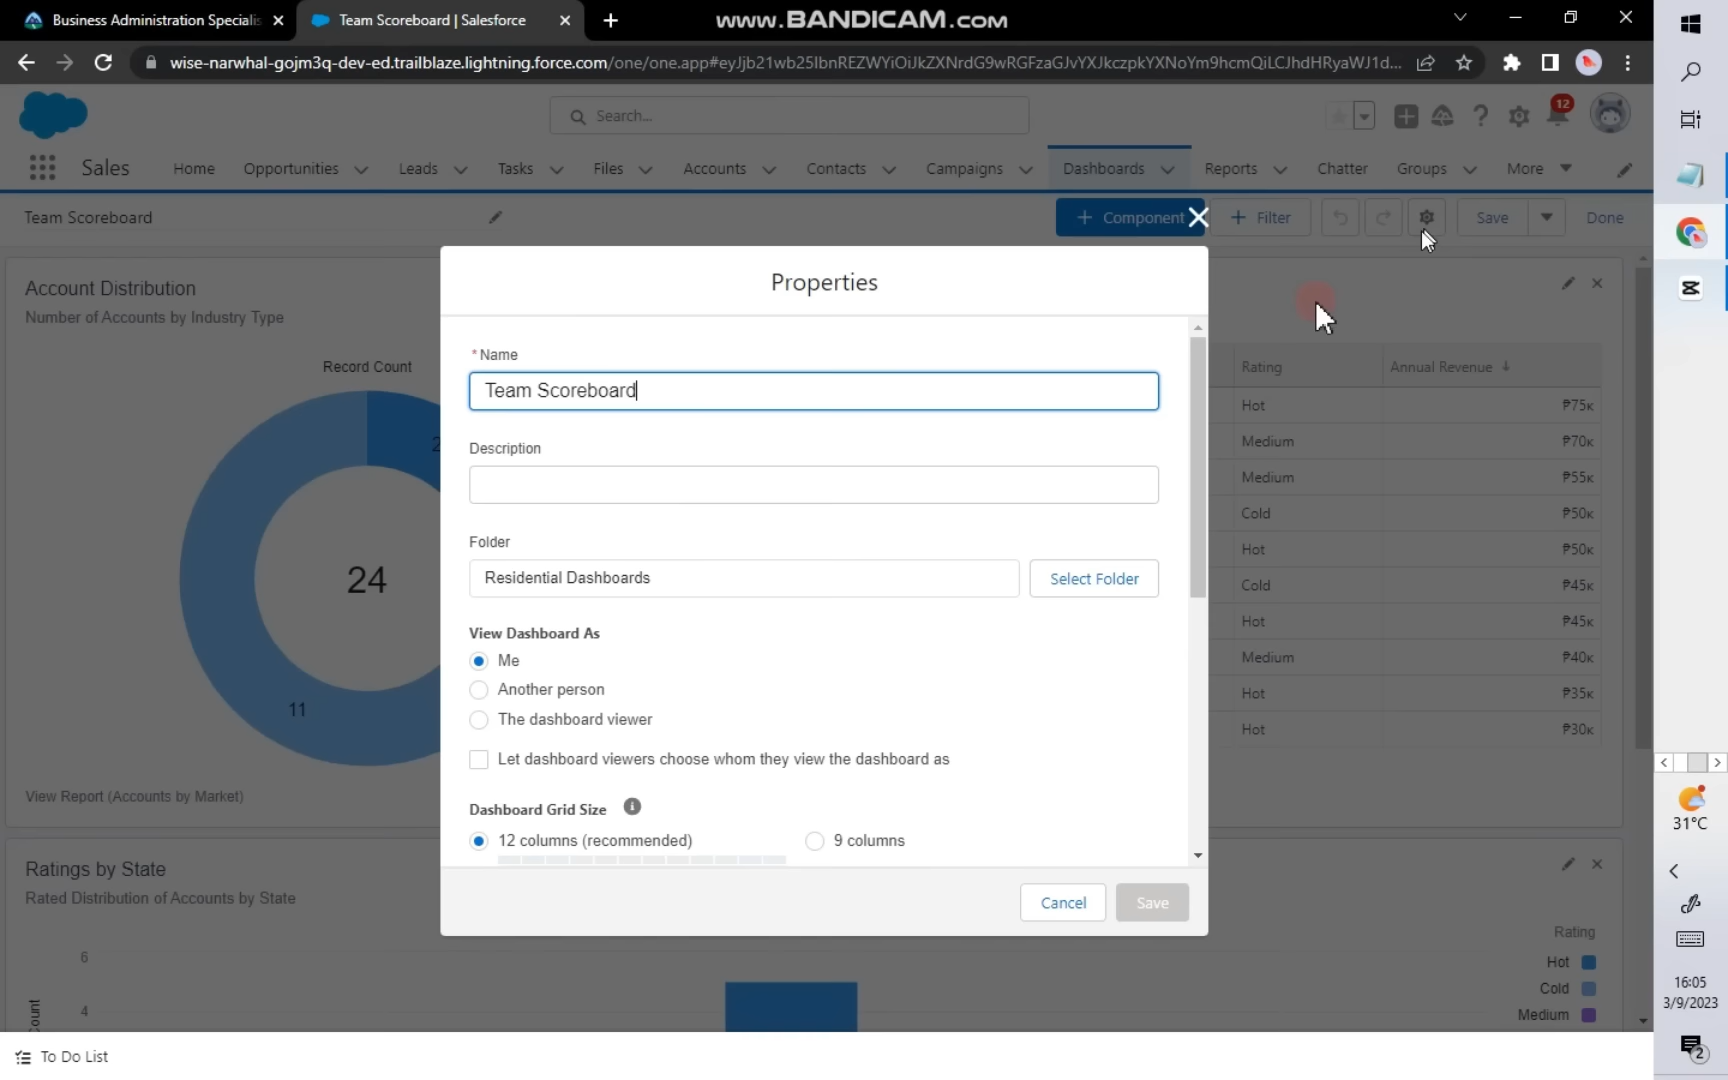 Business Administration Specialis
Team Scoreboard | Salesforce
www.BANDICAM.com
wise-narwhal-gojm3q-dev-ed.trailblaze.lightning.force.com/one/one.app#eyJjb21wb25lbnREZWYiOiJkZXNrdG9wRGFzaGJvYXJkczpkYXNoYm9hcmQiLCJhdHRyaWJ1d...
Search...
12
Sales
Home
Opportunities
Leads
Tasks
Files
Accounts
Contacts
Campaigns
Dashboards
Reports
Chatter
Groups
More
Team Scoreboard
+ Component
+ Filter
Save
Done
Account Distribution
Number of Accounts by Industry Type
Record Count
2
24
11
View Report (Accounts by Market)
Properties
* Name
Team Scoreboard
Description
Folder
Residential Dashboards
Select Folder
View Dashboard As
Me
Another person
The dashboard viewer
Let dashboard viewers choose whom they view the dashboard as
Dashboard Grid Size
12 columns (recommended)
9 columns
Cancel
Save
Rating Annual Revenue ↓
Hot ₱75K
Medium ₱70K
Medium ₱55K
Cold ₱50K
Hot ₱50K
Cold ₱45K
Hot ₱45K
Medium ₱40K
Hot ₱35K
Hot ₱30K
Ratings by State
Rated Distribution of Accounts by State
6
4
Rating
Hot
Cold
Medium
To Do List
31°C
16:05
3/9/2023
2